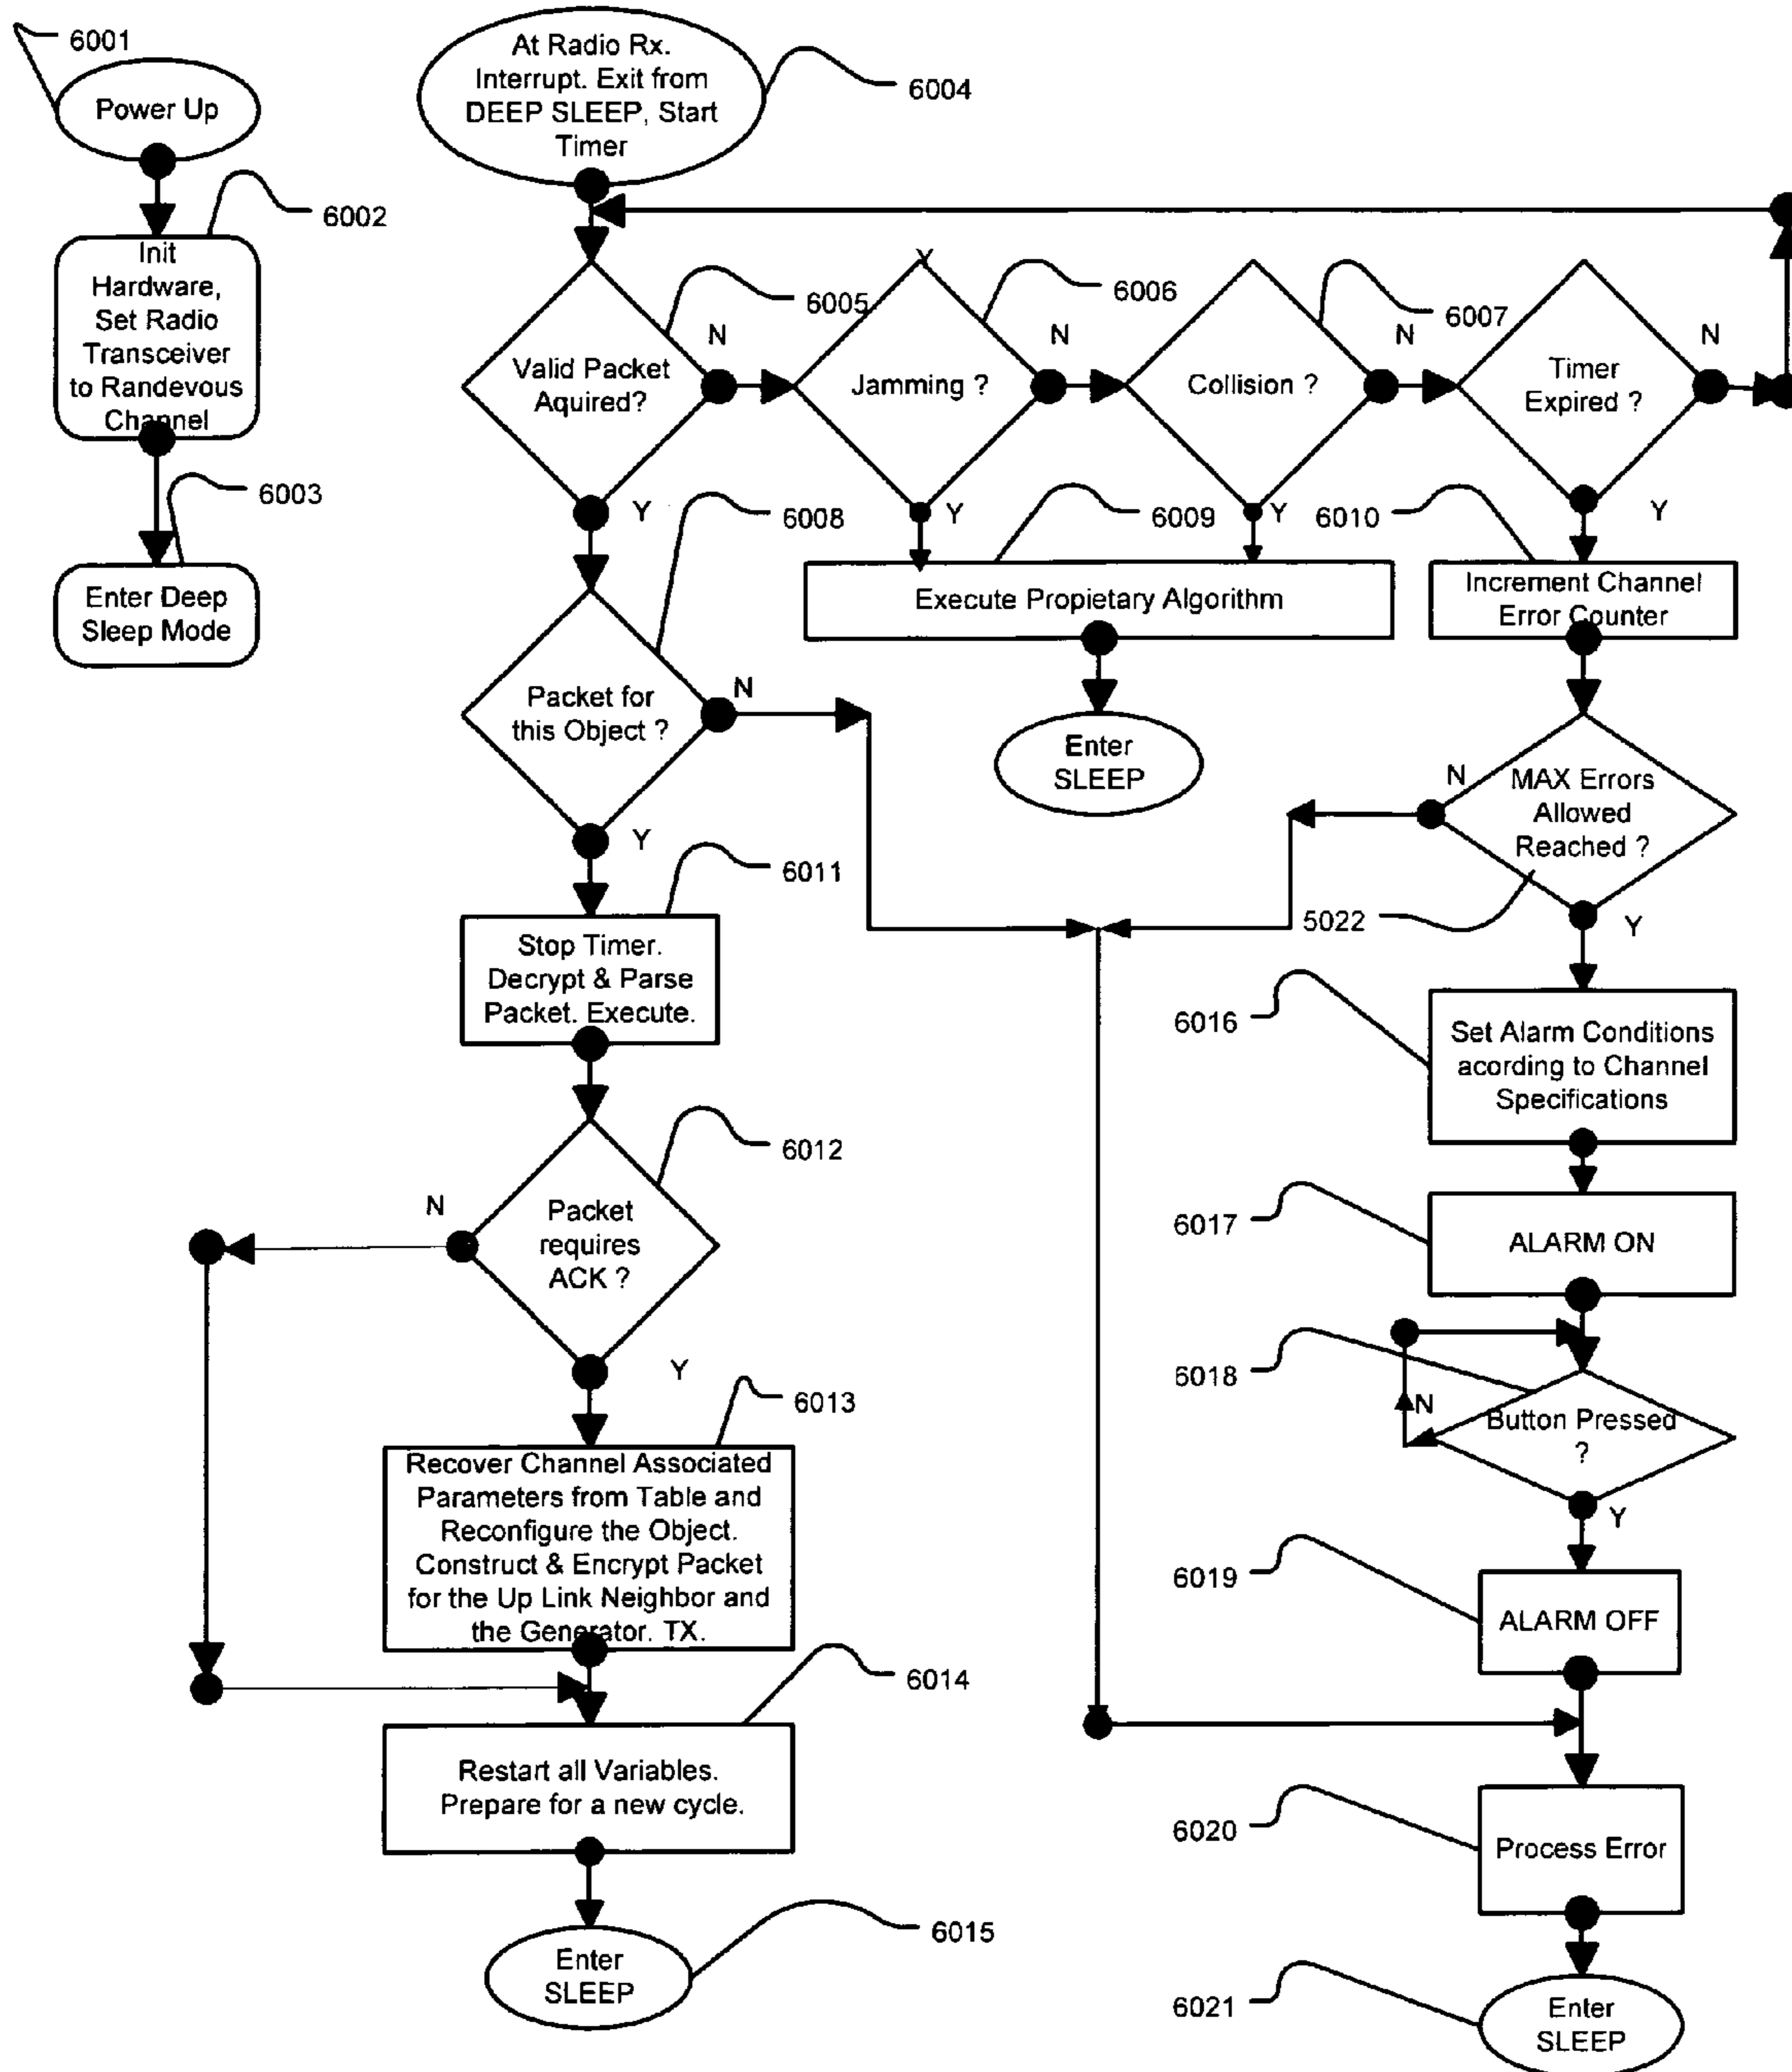 6001
Power Up
6002
Init
Hardware,
Set Radio
Transceiver
to Randevous
Channel
6003
Enter Deep
Sleep Mode
At Radio Rx.
Interrupt. Exit from
DEEP SLEEP, Start
Timer
6004
Valid Packet
Aquired?
6005
N
Y
Y
Jamming ?
6006
N
Y
Collision ?
6007
N
Y
Timer
Expired ?
N
Y
6008
Packet for
this Object ?
N
Y
6009
Execute Propietary Algorithm
Enter
SLEEP
6010
Increment Channel
Error Counter
MAX Errors
Allowed
Reached ?
N
5022
Y
6011
Stop Timer.
Decrypt & Parse
Packet. Execute.
6012
Packet
requires
ACK ?
N
Y
6013
Recover Channel Associated
Parameters from Table and
Reconfigure the Object.
Construct & Encrypt Packet
for the Up Link Neighbor and
the Generator. TX.
6014
Restart all Variables.
Prepare for a new cycle.
Enter
SLEEP
6015
6016
Set Alarm Conditions
acording to Channel
Specifications
6017
ALARM ON
6018
N
Button Pressed
?
Y
6019
ALARM OFF
6020
Process Error
6021
Enter
SLEEP